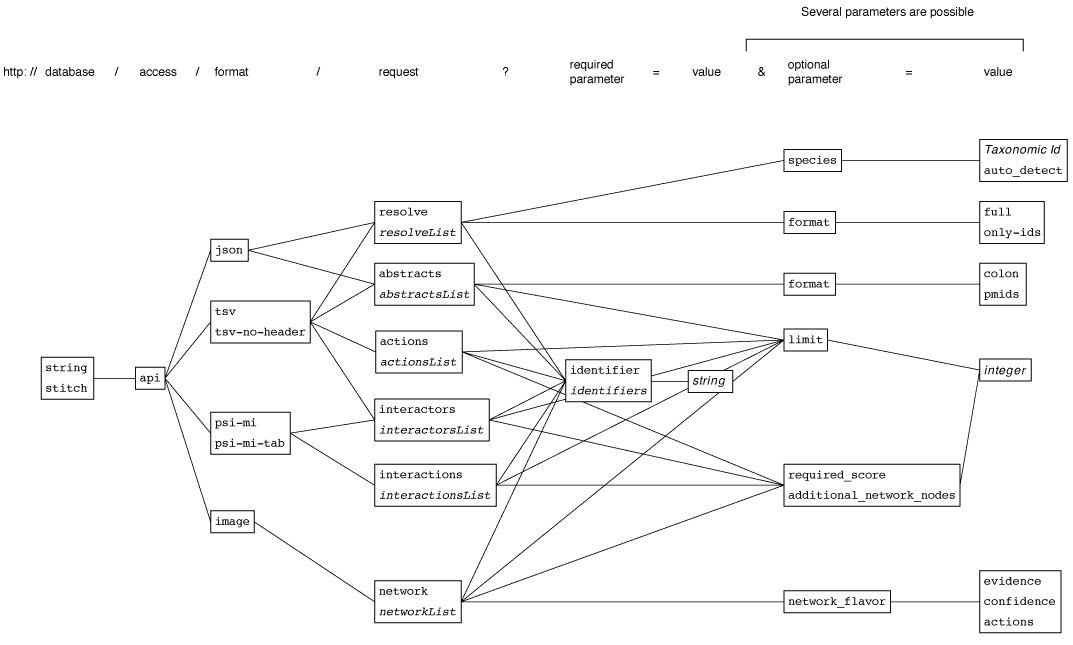 Several parameters are possible
http: // database / access / format / request ? required parameter = value & optional parameter = value
species
Taxonomic Id
auto_detect
resolve
resolveList
format
full
only-ids
json
abstracts
abstractsList
format
colon
pmids
tsv
tsv-no-header
actions
actionsList
limit
string
stitch
api
identifier
identifiers
string
integer
psi-mi
psi-mi-tab
interactors
interactorsList
interactions
interactionsList
required_score
additional_network_nodes
image
network
networkList
network_flavor
evidence
confidence
actions